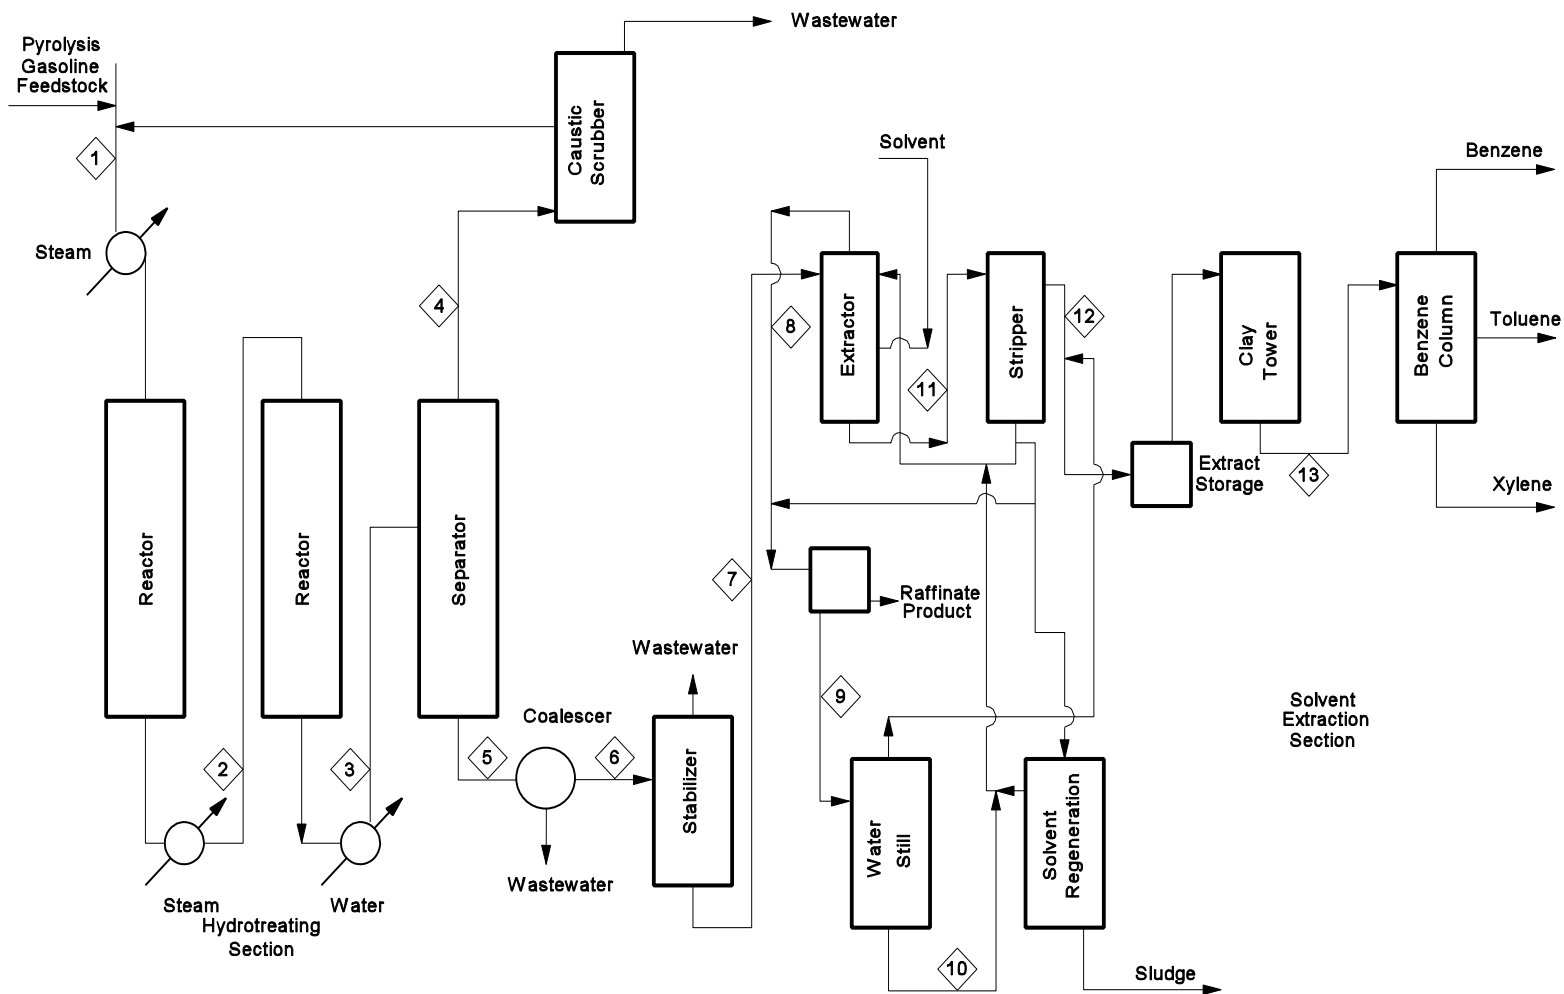 Wastewater
Pyrolysis
Gasoline
Feedstock
Caustic
Scrubber
1
Steam
4
Solvent
Benzene
8
Extractor
11
Stripper
12
Clay
Tower
Benzene
Column
Toluene
Extract
Storage
13
Xylene
Reactor
Reactor
Separator
7
Raffinate
Product
Wastewater
9
Solvent
Extraction
Section
2
3
5
Coalescer
6
Stabilizer
Water
Still
Solvent
Regeneration
Wastewater
Steam
Water
Hydrotreating
Section
10
Sludge